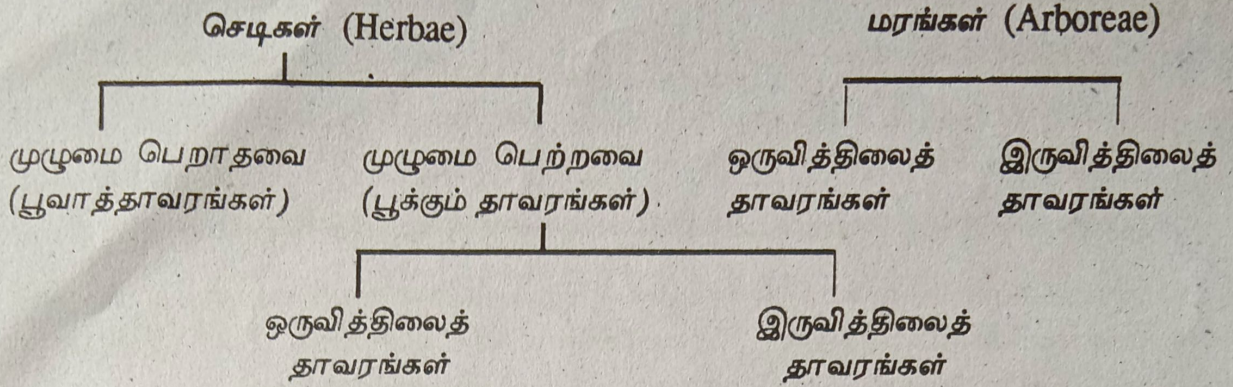 செடிகள் (Herbae) மரங்கள் (Arboreae)
முழுமை பெறாதவை முழுமை பெற்றவை ஒருவித்திலைத் இருவித்திலைத்
(பூவாத்தாவரங்கள்) (பூக்கும் தாவரங்கள்) தாவரங்கள் தாவரங்கள்
ஒருவித்திலைத் இருவித்திலைத்
தாவரங்கள் தாவரங்கள்